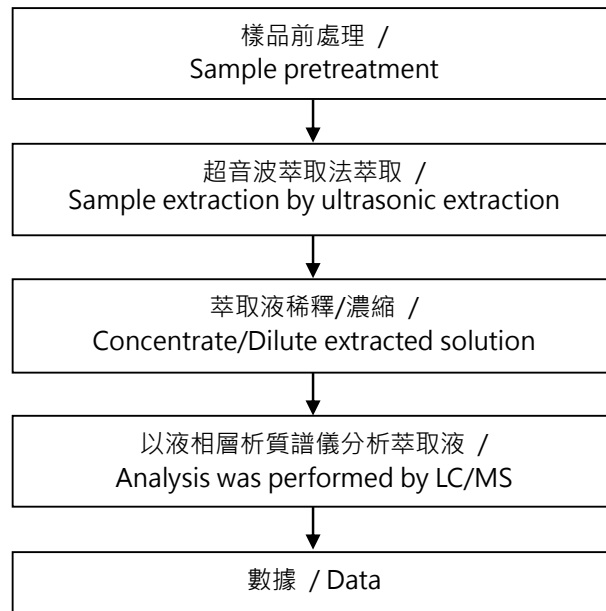 樣品前處理 /
Sample pretreatment
超音波萃取法萃取 /
Sample extraction by ultrasonic extraction
萃取液稀釋/濃縮 /
Concentrate/Dilute extracted solution
以液相層析質譜儀分析萃取液 /
Analysis was performed by LC/MS
數據 / Data